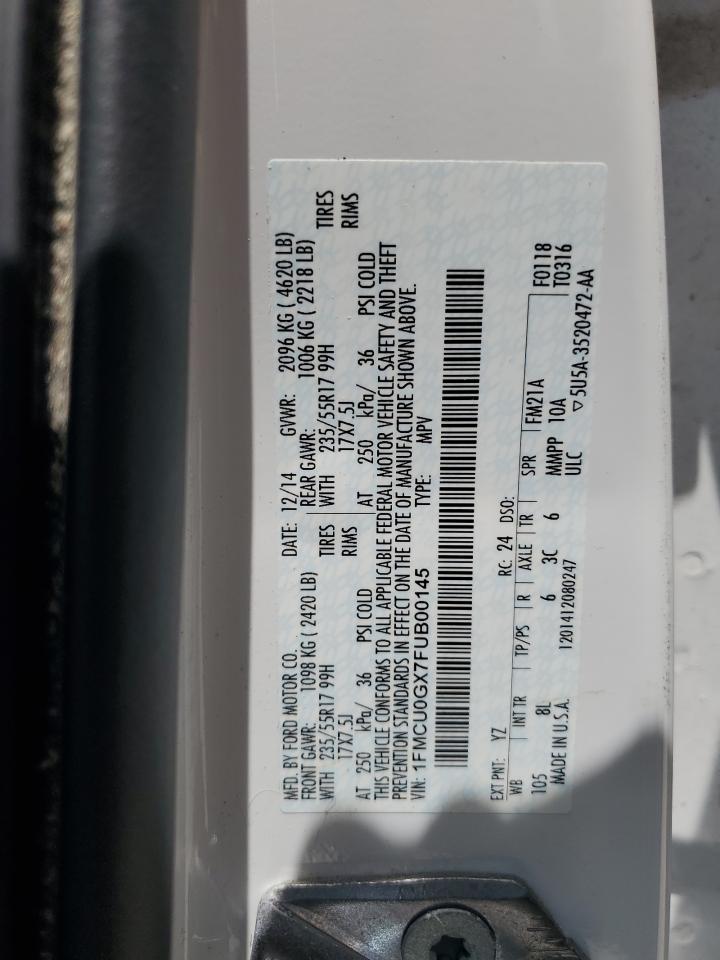 MFD. BY FORD MOTOR CO. DATE: 12/14 GVWR: 2096 KG ( 4620 LB)
FRONT GAWR: 1098 KG ( 2420 LB) REAR GAWR: 1006 KG ( 2218 LB)
WITH 235/55R17 99H TIRES WITH 235/55R17 99H TIRES
17X7.5J RIMS 17X7.5J RIMS
AT 250 kPa/ 36 PSI COLD AT 250 kPa/ 36 PSI COLD
THIS VEHICLE CONFORMS TO ALL APPLICABLE FEDERAL MOTOR VEHICLE SAFETY AND THEFT
PREVENTION STANDARDS IN EFFECT ON THE DATE OF MANUFACTURE SHOWN ABOVE.
VIN: 1FMCU0GX7FUB00145 TYPE: MPV
EXT PNT: YZ RC: 24 DSO:
WB INT TR TP/PS R AXLE TR SPR FM21A F0118
105 8L 6 3C 6 MMPP 10A T0316
MADE IN U.S.A. 1201412080247 ULC ▽5U5A-3520472-AA